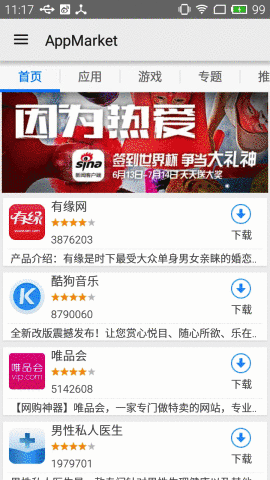 11:17
99
AppMarket
首页 应用 游戏 专题 推
因为热爱
sina
新闻客户端
签到世界杯 争当大礼神
6月13日-7月14日 天天送大奖
有缘
有缘网
3876203
下载
产品介绍：有缘是时下最受大众单身男女亲睐的婚恋..
K
酷狗音乐
8790060
下载
全新改版震撼发布！让您赏心悦目、随心所欲、乐在..
唯品会
vip.com
唯品会
5142608
下载
【网购神器】唯品会，一家专门做特卖的网站，专业..
男性私人医生
1979701
下载